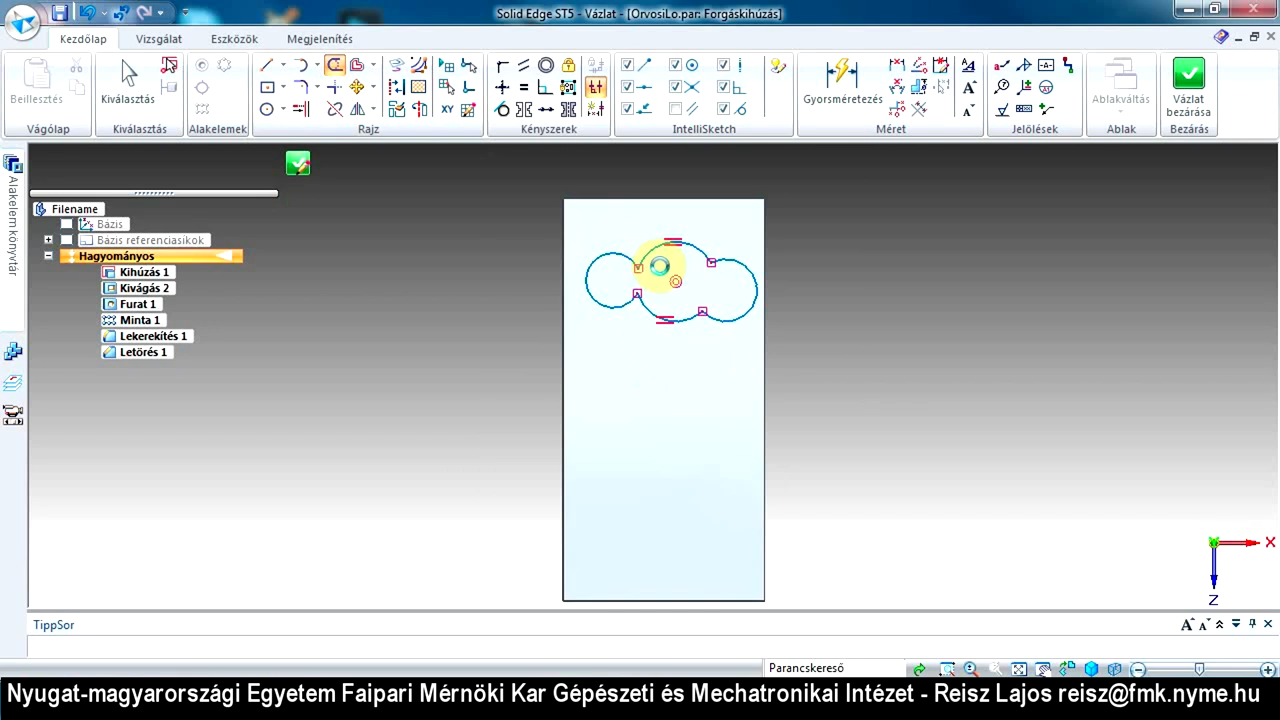 Solid Edge ST5 - Vázlat - [OrvosiLo.par: Forgáskihúzás]
Kezdőlap Vizsgálat Eszközök Megjelenítés
Beillesztés Kiválasztás Gyorsméretezés Ablakváltás Vázlat bezárása
XY
Vágólap Kiválasztás Alakelemek Rajz Kényszerek IntelliSketch Méret Jelölések Ablak Bezárás
Alakelem könyvtár
Filename
Bázis
Bázis referenciasíkok
Hagyományos
Kihúzás 1
Kivágás 2
Furat 1
Minta 1
Lekerekítés 1
Letörés 1
X
Z
TippSor
Parancskereső
Nyugat-magyarországi Egyetem Faipari Mérnöki Kar Gépészeti és Mechatronikai Intézet - Reisz Lajos reisz@fmk.nyme.hu